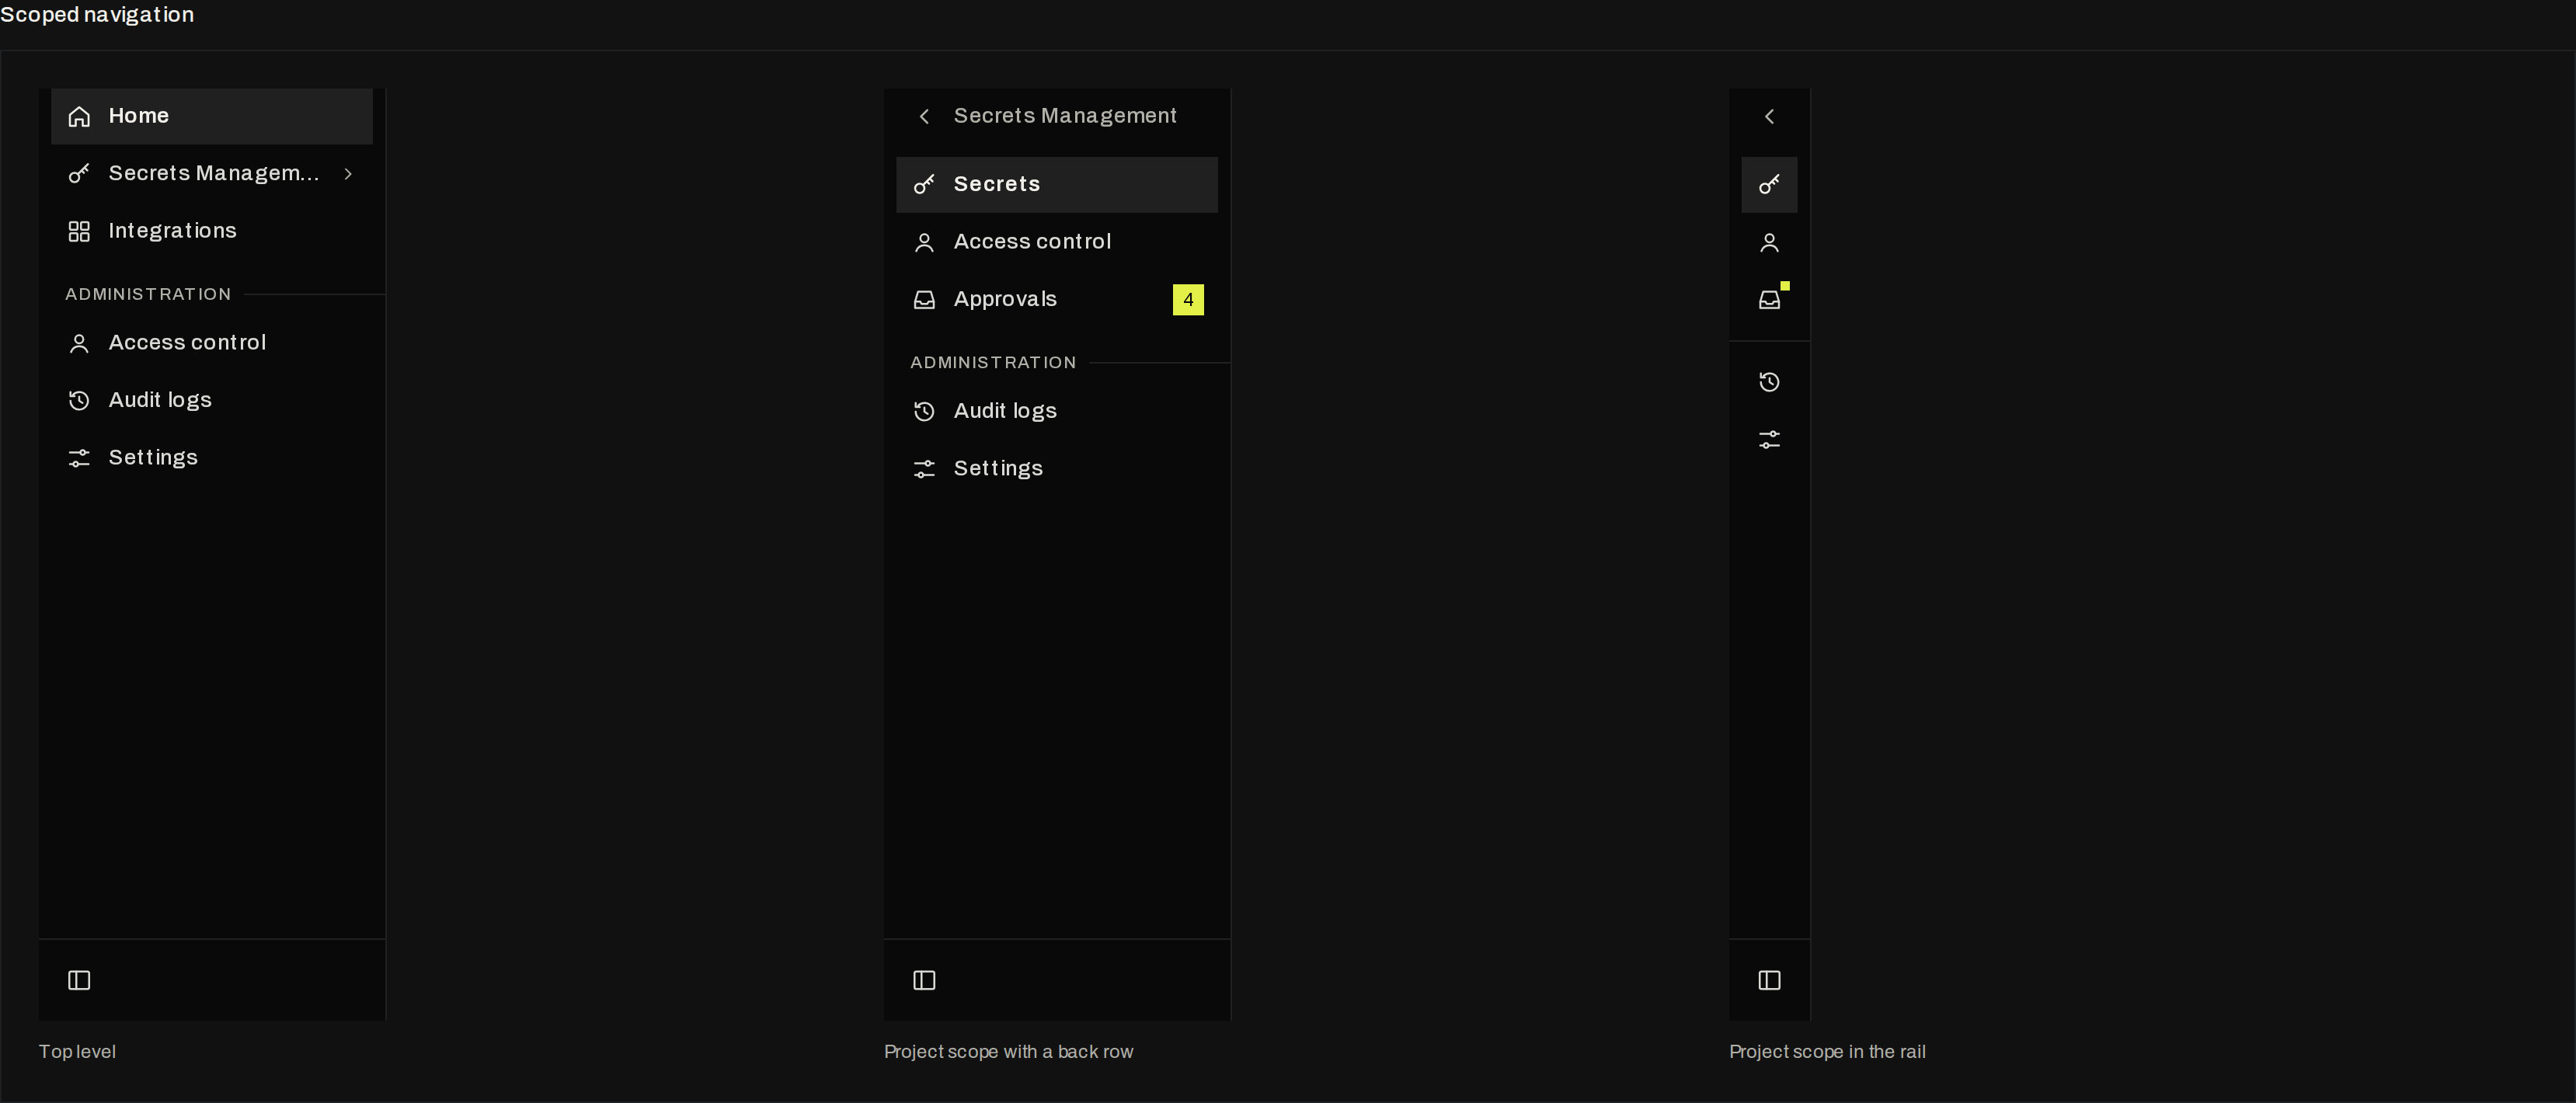 Scoped navigation
Home
Secrets Managem...
Integrations
ADMINISTRATION
Access control
Audit logs
Settings
Top level
Secrets Management
Secrets
Access control
Approvals 4
ADMINISTRATION
Audit logs
Settings
Project scope with a back row
Project scope in the rail